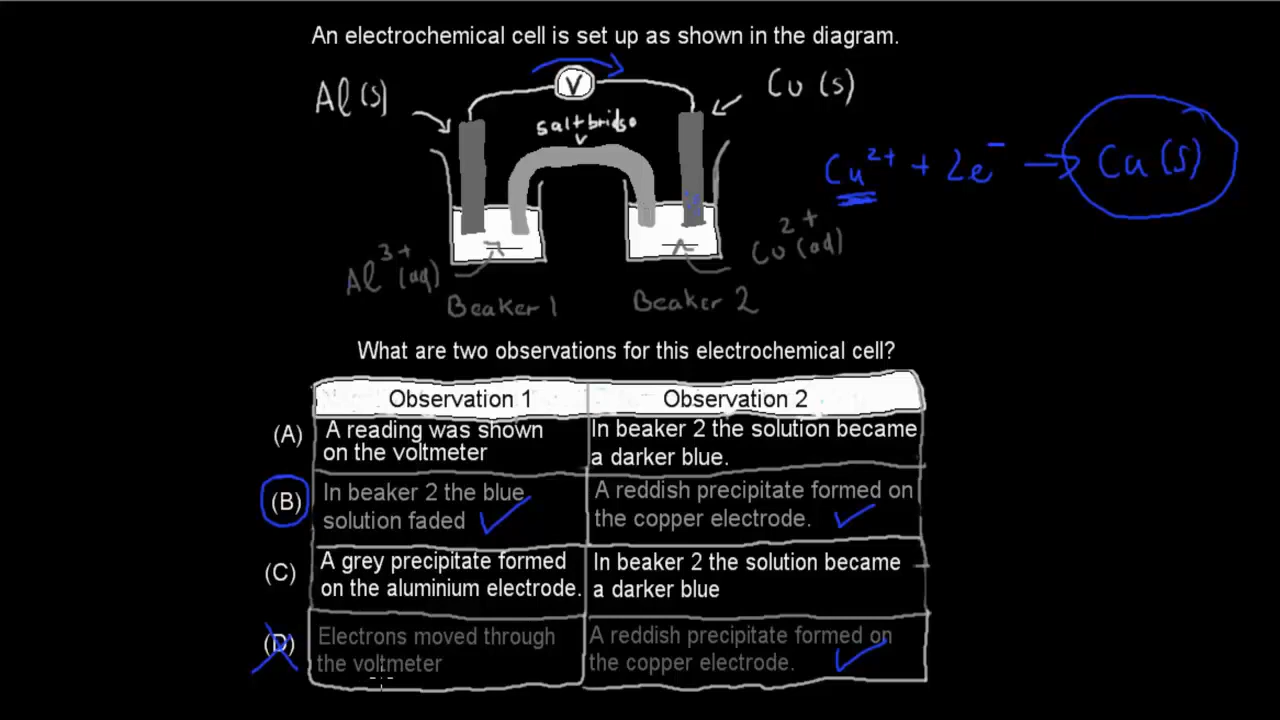 An electrochemical cell is set up as shown in the diagram.
Al(s)
V
Cu(s)
salt bridge
Cu²⁺ + 2e⁻ → Cu(s)
Al³⁺(aq)
Cu²⁺(aq)
Beaker 1
Beaker 2
What are two observations for this electrochemical cell?
Observation 1 Observation 2
(A) A reading was shown on the voltmeter
In beaker 2 the solution became a darker blue.
(B) In beaker 2 the blue solution faded
A reddish precipitate formed on the copper electrode.
(C) A grey precipitate formed on the aluminium electrode.
In beaker 2 the solution became a darker blue
(D) Electrons moved through the voltmeter
A reddish precipitate formed on the copper electrode.